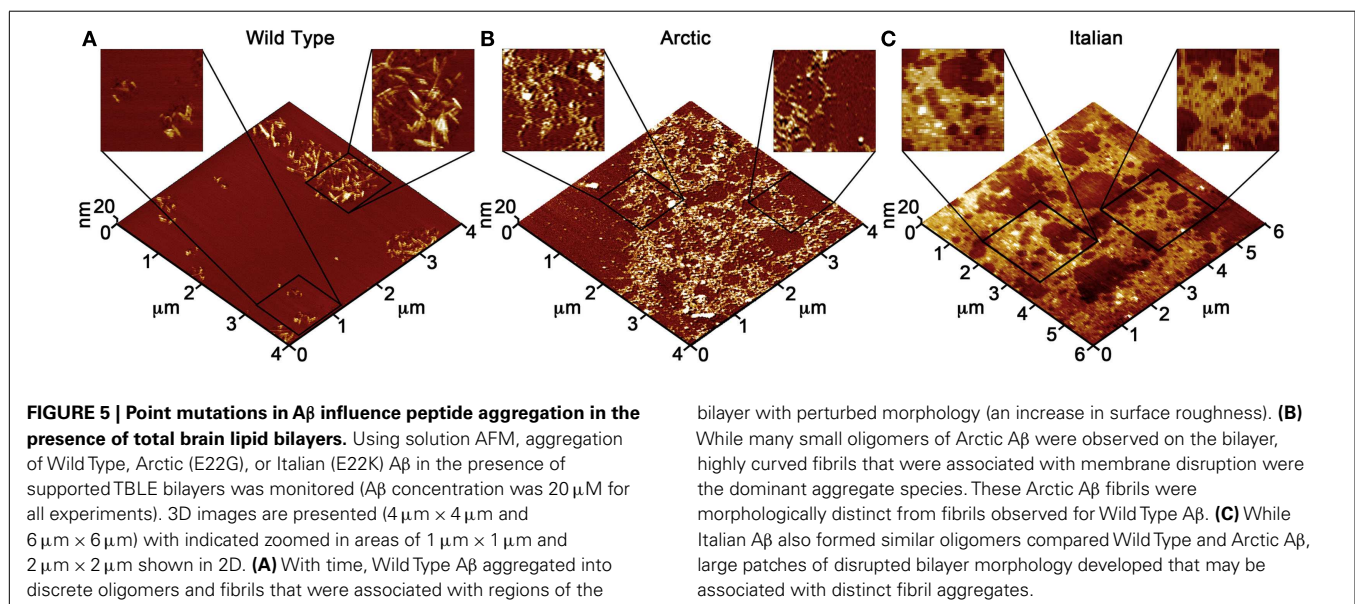 A
Wild Type
B
Arctic
C
Italian
nm
20
0
1
2
3
4
μm
0
1
2
3
4
μm
nm
20
0
1
2
3
4
μm
0
1
2
3
4
μm
nm
20
0
1
2
3
4
5
6
μm
0
1
2
3
4
5
6
μm
FIGURE 5 | Point mutations in Aβ influence peptide aggregation in the
presence of total brain lipid bilayers. Using solution AFM, aggregation
of Wild Type, Arctic (E22G), or Italian (E22K) Aβ in the presence of
supported TBLE bilayers was monitored (Aβ concentration was 20 μM for
all experiments). 3D images are presented (4 μm × 4 μm and
6 μm × 6 μm) with indicated zoomed in areas of 1 μm × 1 μm and
2 μm × 2 μm shown in 2D. (A) With time, Wild Type Aβ aggregated into
discrete oligomers and fibrils that were associated with regions of the
bilayer with perturbed morphology (an increase in surface roughness). (B)
While many small oligomers of Arctic Aβ were observed on the bilayer,
highly curved fibrils that were associated with membrane disruption were
the dominant aggregate species. These Arctic Aβ fibrils were
morphologically distinct from fibrils observed for Wild Type Aβ. (C) While
Italian Aβ also formed similar oligomers compared Wild Type and Arctic Aβ,
large patches of disrupted bilayer morphology developed that may be
associated with distinct fibril aggregates.